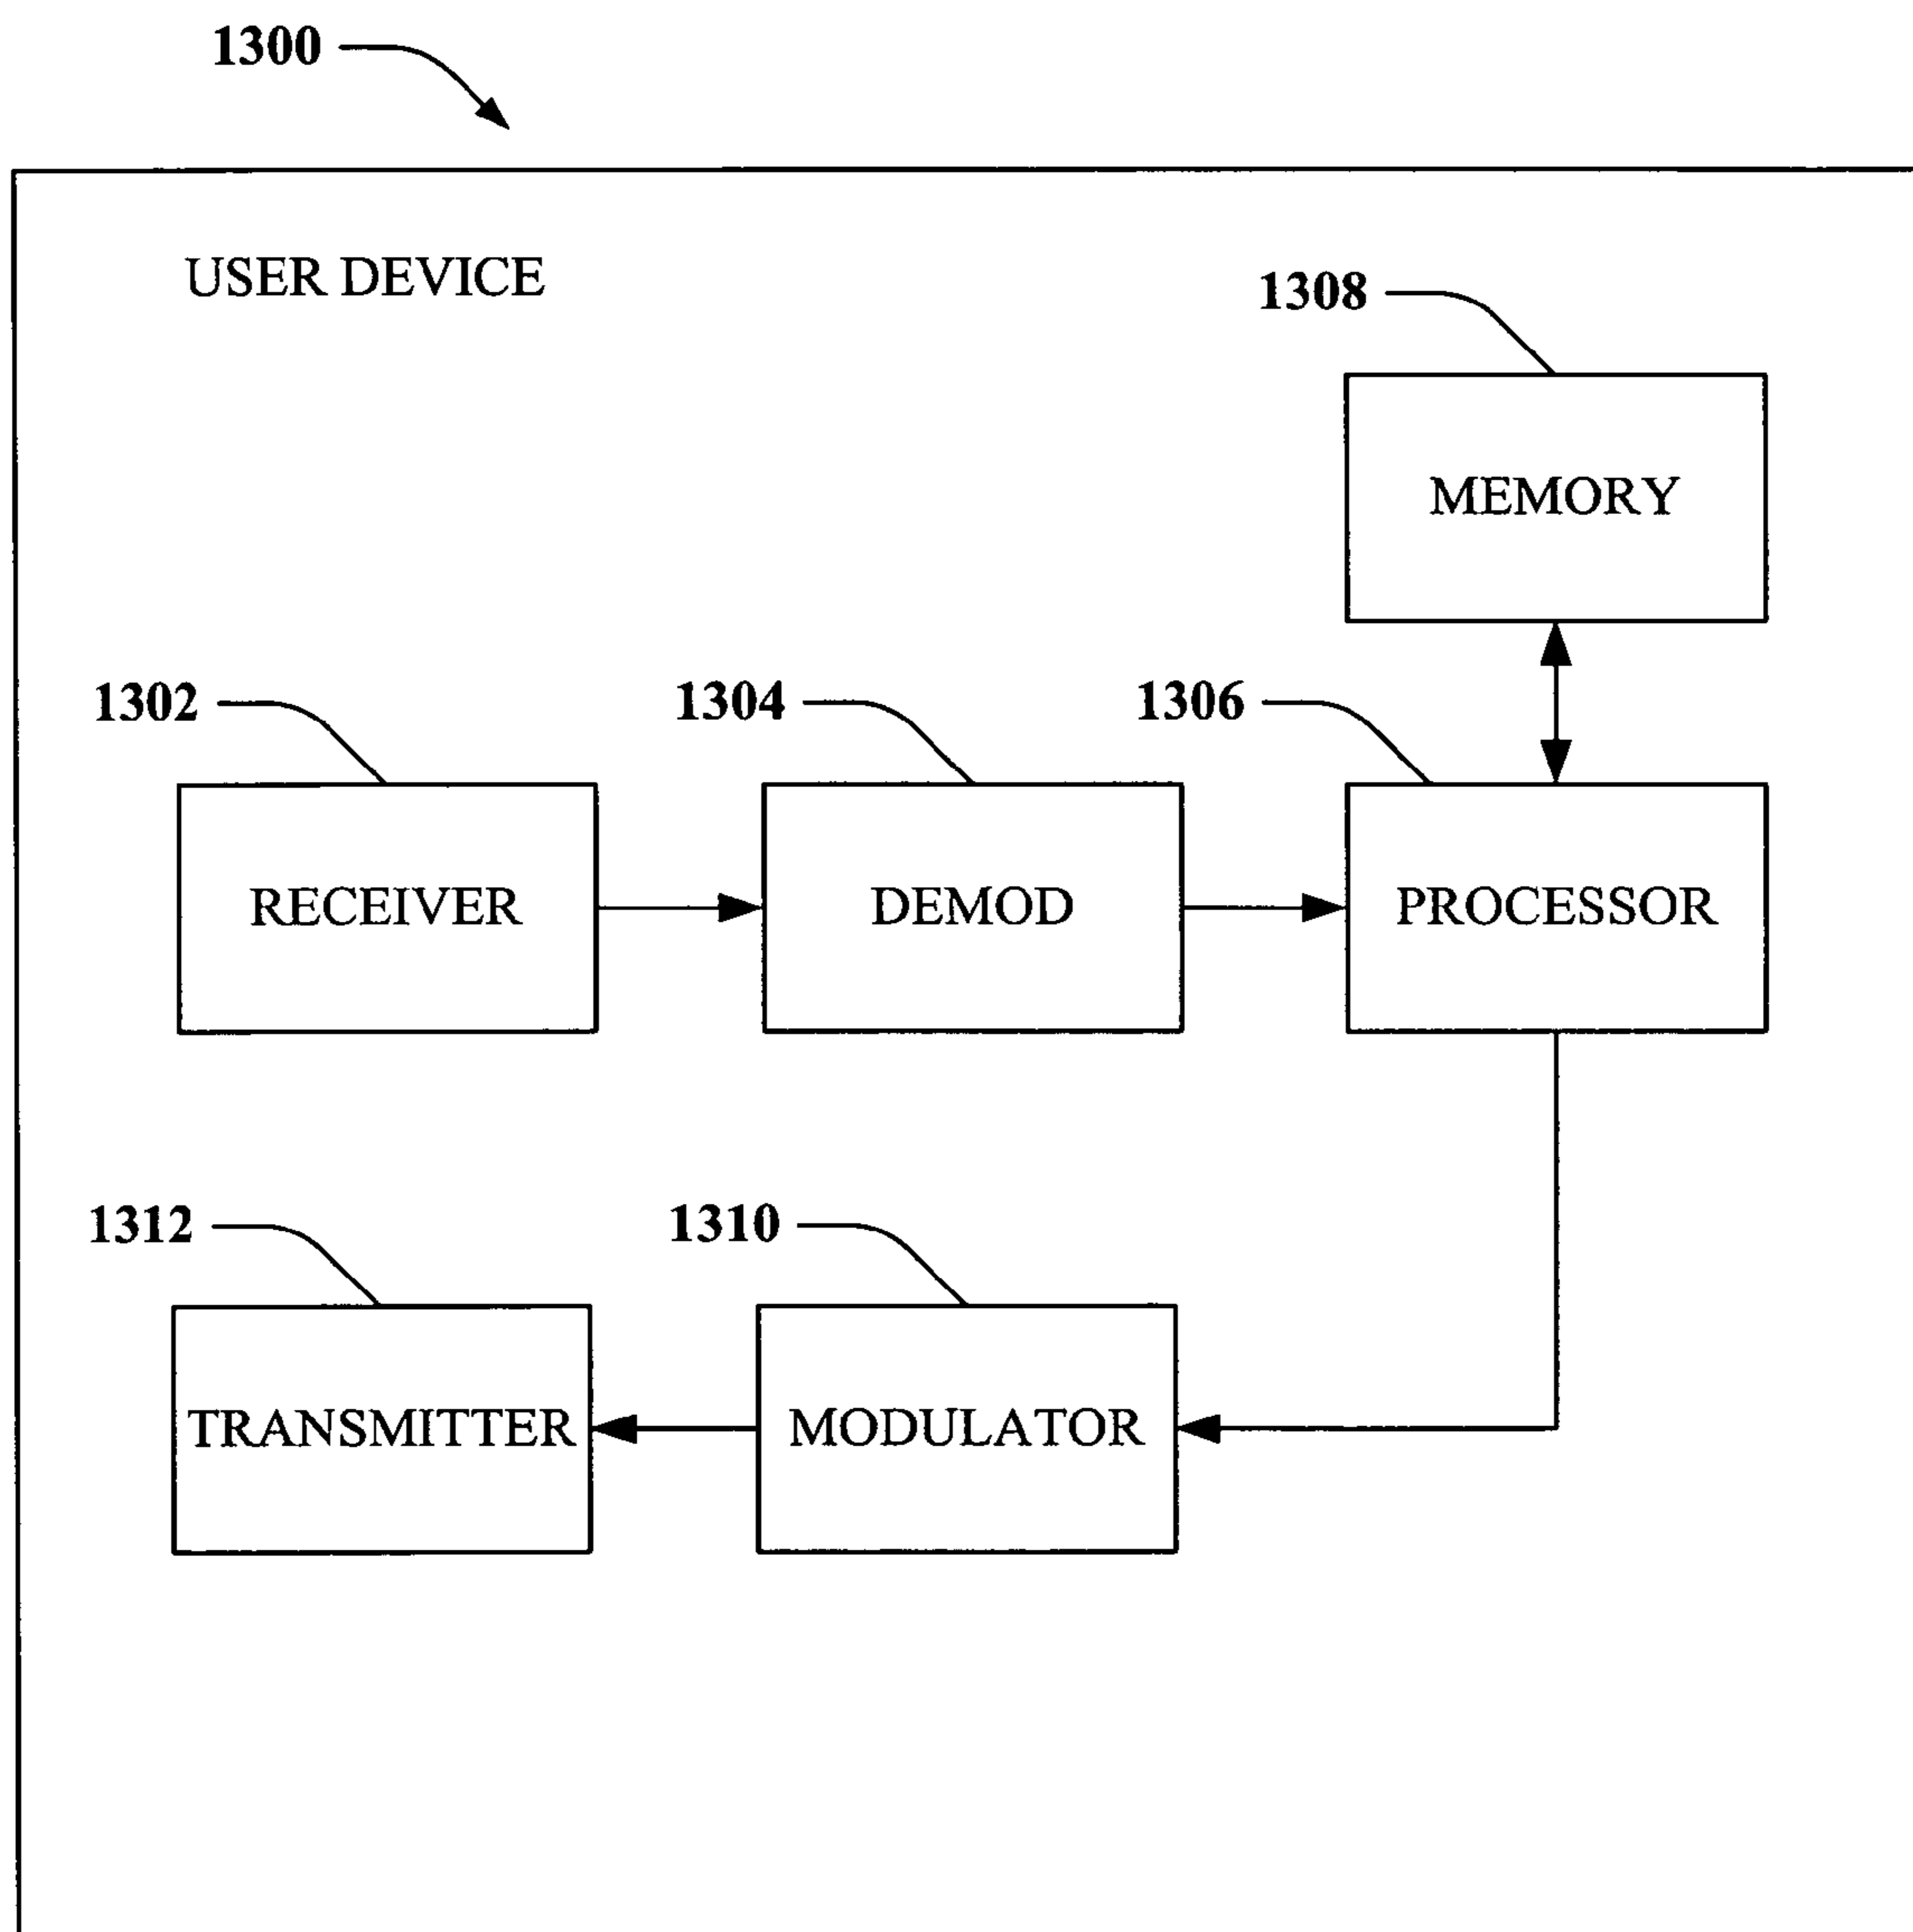 1300
USER DEVICE
1308
MEMORY
1302
1304
1306
RECEIVER
DEMOD
PROCESSOR
1312
1310
TRANSMITTER
MODULATOR